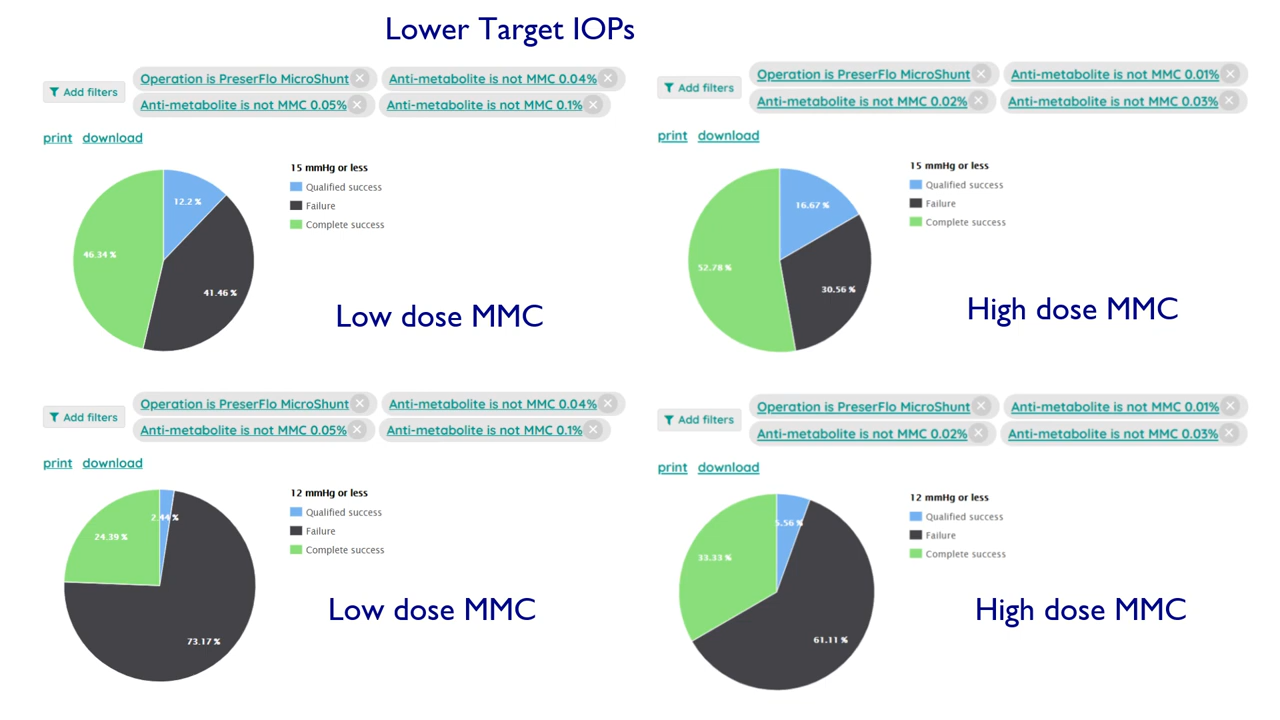 Lower Target IOPs
Add filters
Operation is PreserFlo MicroShunt
Anti-metabolite is not MMC 0.04%
Anti-metabolite is not MMC 0.05%
Anti-metabolite is not MMC 0.1%
print download
15 mmHg or less
Qualified success
Failure
Complete success
12.2 %
46.34 %
41.46 %
Low dose MMC
Add filters
Operation is PreserFlo MicroShunt
Anti-metabolite is not MMC 0.01%
Anti-metabolite is not MMC 0.02%
Anti-metabolite is not MMC 0.03%
print download
15 mmHg or less
Qualified success
Failure
Complete success
16.67 %
52.78 %
30.56 %
High dose MMC
Add filters
Operation is PreserFlo MicroShunt
Anti-metabolite is not MMC 0.04%
Anti-metabolite is not MMC 0.05%
Anti-metabolite is not MMC 0.1%
print download
12 mmHg or less
Qualified success
Failure
Complete success
2.44 %
24.39 %
73.17 %
Low dose MMC
Add filters
Operation is PreserFlo MicroShunt
Anti-metabolite is not MMC 0.01%
Anti-metabolite is not MMC 0.02%
Anti-metabolite is not MMC 0.03%
print download
12 mmHg or less
Qualified success
Failure
Complete success
5.56 %
33.33 %
61.11 %
High dose MMC